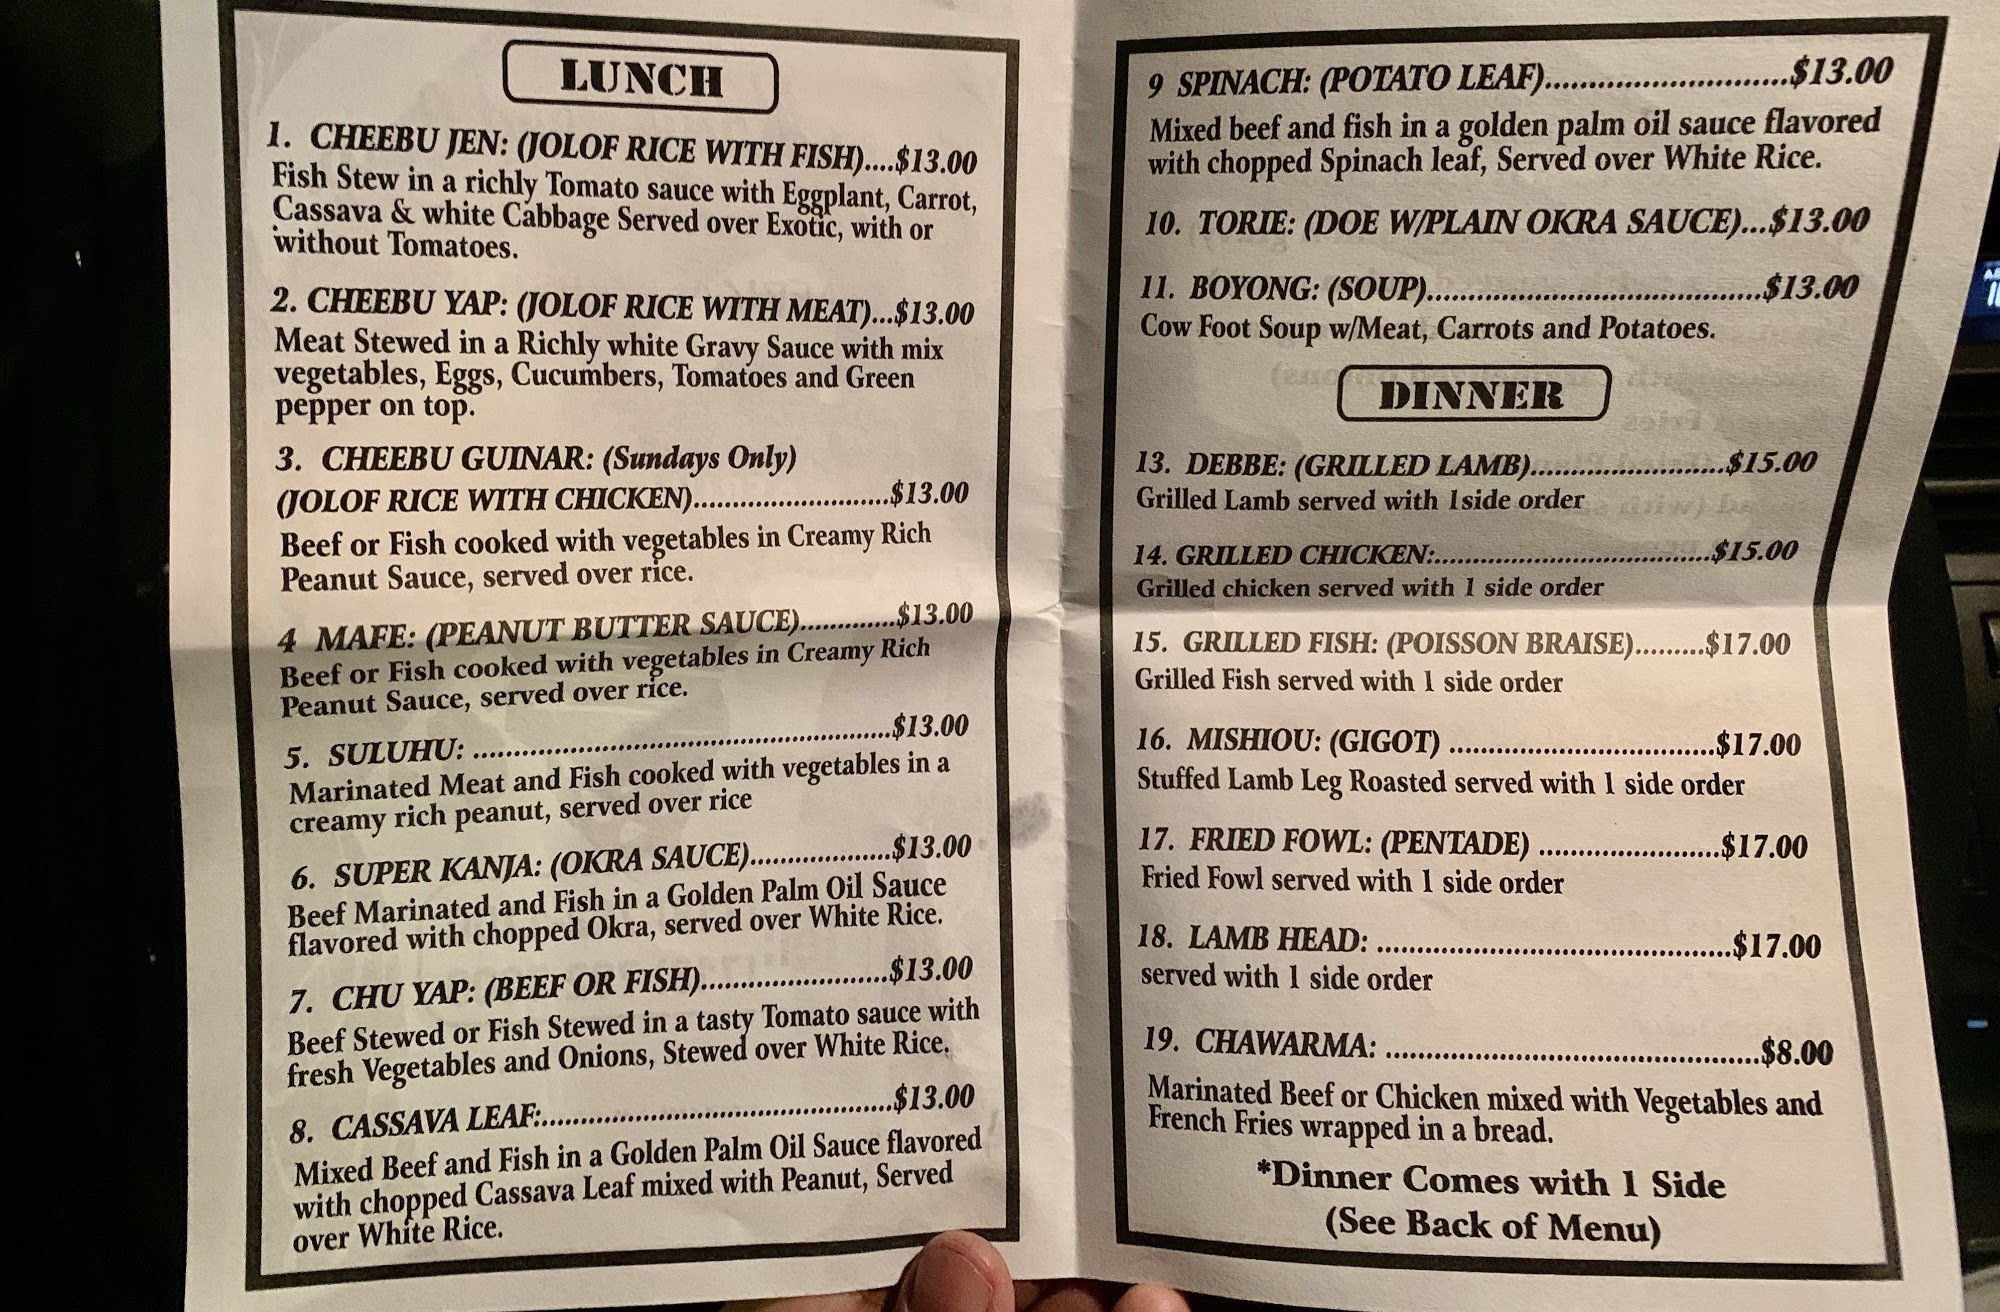 LUNCH
1. CHEEBU JEN: (JOLOF RICE WITH FISH)....$13.00
Fish Stew in a richly Tomato sauce with Eggplant, Carrot,
Cassava & white Cabbage Served over Exotic, with or
without Tomatoes.
2. CHEEBU YAP: (JOLOF RICE WITH MEAT)...$13.00
Meat Stewed in a Richly white Gravy Sauce with mix
vegetables, Eggs, Cucumbers, Tomatoes and Green
pepper on top.
3. CHEEBU GUINAR: (Sundays Only)
(JOLOF RICE WITH CHICKEN)...........................$13.00
Beef or Fish cooked with vegetables in Creamy Rich
Peanut Sauce, served over rice.
4 MAFE: (PEANUT BUTTER SAUCE).............$13.00
Beef or Fish cooked with vegetables in Creamy Rich
Peanut Sauce, served over rice.
5. SULUHU: ..........................................................$13.00
Marinated Meat and Fish cooked with vegetables in a
creamy rich peanut, served over rice
6. SUPER KANJA: (OKRA SAUCE)....................$13.00
Beef Marinated and Fish in a Golden Palm Oil Sauce
flavored with chopped Okra, served over White Rice.
7. CHU YAP: (BEEF OR FISH).........................$13.00
Beef Stewed or Fish Stewed in a tasty Tomato sauce with
fresh Vegetables and Onions, Stewed over White Rice.
8. CASSAVA LEAF:.................................................$13.00
Mixed Beef and Fish in a Golden Palm Oil Sauce flavored
with chopped Cassava Leaf mixed with Peanut, Served
over White Rice.
9 SPINACH: (POTATO LEAF)...........................$13.00
Mixed beef and fish in a golden palm oil sauce flavored
with chopped Spinach leaf, Served over White Rice.
10. TORIE: (DOE W/PLAIN OKRA SAUCE)...$13.00
11. BOYONG: (SOUP).........................................$13.00
Cow Foot Soup w/Meat, Carrots and Potatoes.
DINNER
13. DEBBE: (GRILLED LAMB).........................$15.00
Grilled Lamb served with 1side order
14. GRILLED CHICKEN:...................................$15.00
Grilled chicken served with 1 side order
15. GRILLED FISH: (POISSON BRAISE).........$17.00
Grilled Fish served with 1 side order
16. MISHIOU: (GIGOT) .................................$17.00
Stuffed Lamb Leg Roasted served with 1 side order
17. FRIED FOWL: (PENTADE) .......................$17.00
Fried Fowl served with 1 side order
18. LAMB HEAD: .............................................$17.00
served with 1 side order
19. CHAWARMA: ...............................................$8.00
Marinated Beef or Chicken mixed with Vegetables and
French Fries wrapped in a bread.
*Dinner Comes with 1 Side
(See Back of Menu)